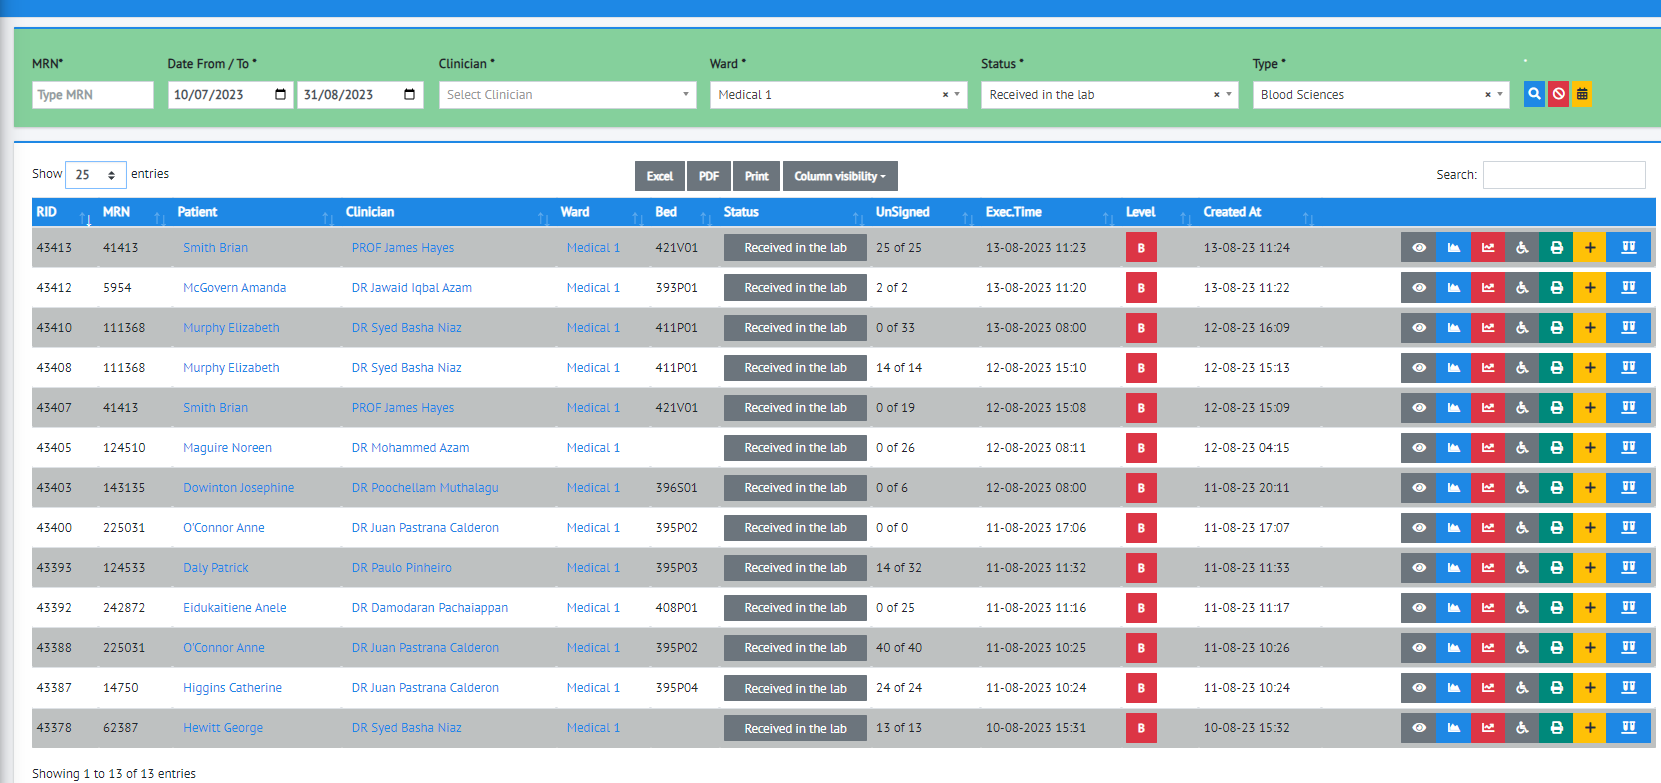 MRN* Date From / To * Clinician * Ward * Status * Type *
Type MRN 10/07/2023 31/08/2023 Select Clinician Medical 1 × Received in the lab × Blood Sciences ×
Show 25 entries Excel PDF Print Column visibility Search:
RID MRN Patient Clinician Ward Bed Status UnSigned Exec.Time Level Created At
43413 41413 Smith Brian PROF James Hayes Medical 1 421V01 Received in the lab 25 of 25 13-08-2023 11:23 B 13-08-23 11:24
43412 5954 McGovern Amanda DR Jawaid Iqbal Azam Medical 1 393P01 Received in the lab 2 of 2 13-08-2023 11:20 B 13-08-23 11:22
43410 111368 Murphy Elizabeth DR Syed Basha Niaz Medical 1 411P01 Received in the lab 0 of 33 13-08-2023 08:00 B 12-08-23 16:09
43408 111368 Murphy Elizabeth DR Syed Basha Niaz Medical 1 411P01 Received in the lab 14 of 14 12-08-2023 15:10 B 12-08-23 15:13
43407 41413 Smith Brian PROF James Hayes Medical 1 421V01 Received in the lab 0 of 19 12-08-2023 15:08 B 12-08-23 15:09
43405 124510 Maguire Noreen DR Mohammed Azam Medical 1 Received in the lab 0 of 26 12-08-2023 08:11 B 12-08-23 04:15
43403 143135 Dowinton Josephine DR Poochellam Muthalagu Medical 1 396S01 Received in the lab 0 of 6 12-08-2023 08:00 B 11-08-23 20:11
43400 225031 O'Connor Anne DR Juan Pastrana Calderon Medical 1 395P02 Received in the lab 0 of 0 11-08-2023 17:06 B 11-08-23 17:07
43393 124533 Daly Patrick DR Paulo Pinheiro Medical 1 395P03 Received in the lab 14 of 32 11-08-2023 11:32 B 11-08-23 11:33
43392 242872 Eidukaitiene Anele DR Damodaran Pachaiappan Medical 1 408P01 Received in the lab 0 of 25 11-08-2023 11:16 B 11-08-23 11:17
43388 225031 O'Connor Anne DR Juan Pastrana Calderon Medical 1 395P02 Received in the lab 40 of 40 11-08-2023 10:25 B 11-08-23 10:26
43387 14750 Higgins Catherine DR Juan Pastrana Calderon Medical 1 395P04 Received in the lab 24 of 24 11-08-2023 10:24 B 11-08-23 10:24
43378 62387 Hewitt George DR Syed Basha Niaz Medical 1 Received in the lab 13 of 13 10-08-2023 15:31 B 10-08-23 15:32
Showing 1 to 13 of 13 entries